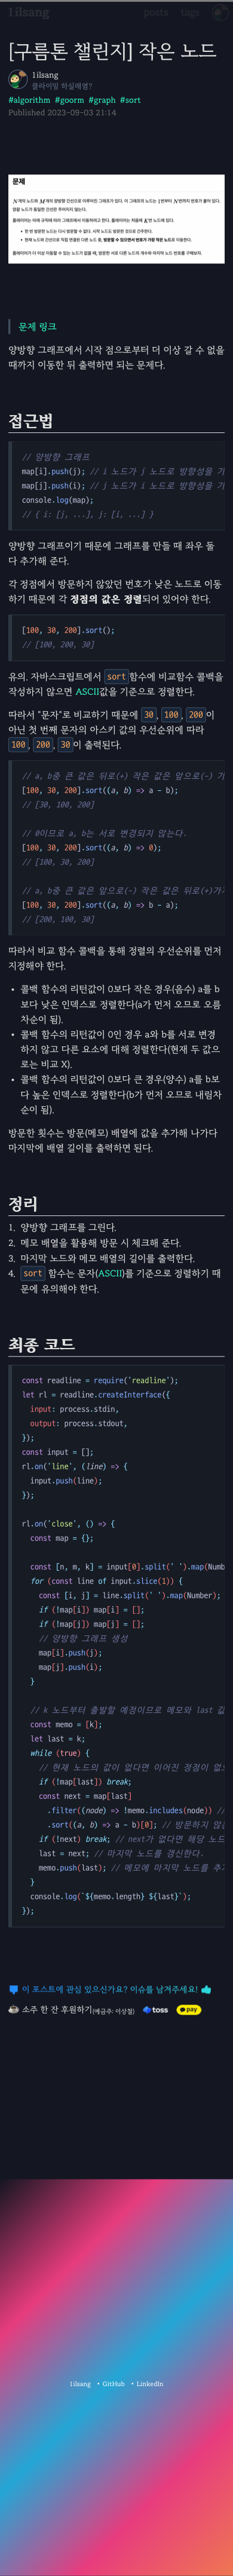 1ilsang
posts tags
[구름톤 챌린지] 작은 노드
1ilsang
클라이밍 하실래염?
#algorithm #goorm #graph #sort
Published 2023-09-03 21:14
문제
문제 링크
양방향 그래프에서 시작 점으로부터 더 이상 갈 수 없을
때까지 이동한 뒤 출력하면 되는 문제다.
접근법
// 양방향 그래프
map[i].push(j); // i 노드가 j 노드로 방향성을 가
map[j].push(i); // j 노드가 i 노드로 방향성을 가
console.log(map);
// { i: [j, ...], j: [i, ...] }
양방향 그래프이기 때문에 그래프를 만들 때 좌우 둘
다 추가해 준다.
각 정점에서 방문하지 않았던 번호가 낮은 노드로 이동
하기 때문에 각 정점의 값은 정렬되어 있어야 한다.
[100, 30, 200].sort();
// [100, 200, 30]
유의. 자바스크립트에서 sort함수에 비교함수 콜백을
작성하지 않으면 ASCII값을 기준으로 정렬한다.
따라서 "문자"로 비교하기 때문에 30, 100, 200이
아닌 첫 번째 문자의 아스키 값의 우선순위에 따라
100, 200, 30이 출력된다.
// a, b중 큰 값은 뒤로(+) 작은 값은 앞으로(-) 가
[100, 30, 200].sort((a, b) => a - b);
// [30, 100, 200]
// 0이므로 a, b는 서로 변경되지 않는다.
[100, 30, 200].sort((a, b) => 0);
// [100, 30, 200]
// a, b중 큰 값은 앞으로(-) 작은 값은 뒤로(+)가
[100, 30, 200].sort((a, b) => b - a);
// [200, 100, 30]
따라서 비교 함수 콜백을 통해 정렬의 우선순위를 먼저
지정해야 한다.
• 콜백 함수의 리턴값이 0보다 작은 경우(음수) a를 b
보다 낮은 인덱스로 정렬한다(a가 먼저 오므로 오름
차순이 됨).
• 콜백 함수의 리턴값이 0인 경우 a와 b를 서로 변경
하지 않고 다른 요소에 대해 정렬한다(현재 두 값으
로는 비교 X).
• 콜백 함수의 리턴값이 0보다 큰 경우(양수) a를 b보
다 높은 인덱스로 정렬한다(b가 먼저 오므로 내림차
순이 됨).
방문한 횟수는 방문(메모) 배열에 값을 추가해 나가다
마지막에 배열 길이를 출력하면 된다.
정리
1. 양방향 그래프를 그린다.
2. 메모 배열을 활용해 방문 시 체크해 준다.
3. 마지막 노드와 메모 배열의 길이를 출력한다.
4. sort 함수는 문자(ASCII)를 기준으로 정렬하기 때
문에 유의해야 한다.
최종 코드
const readline = require('readline');
let rl = readline.createInterface({
input: process.stdin,
output: process.stdout,
});
const input = [];
rl.on('line', (line) => {
input.push(line);
});
rl.on('close', () => {
const map = {};
const [n, m, k] = input[0].split(' ').map(Numb
for (const line of input.slice(1)) {
const [i, j] = line.split(' ').map(Number);
if (!map[i]) map[i] = [];
if (!map[j]) map[j] = [];
// 양방향 그래프 생성
map[i].push(j);
map[j].push(i);
}
// k 노드부터 출발할 예정이므로 메모와 last 값
const memo = [k];
let last = k;
while (true) {
// 현재 노드의 값이 없다면 이어진 정점이 없으
if (!map[last]) break;
const next = map[last]
.filter((node) => !memo.includes(node)) //
.sort((a, b) => a - b)[0]; // 방문하지 않은
if (!next) break; // next가 없다면 해당 노드
last = next; // 마지막 노드를 갱신한다.
memo.push(last); // 메모에 마지막 노드를 추가
}
console.log(`${memo.length} ${last}`);
});
이 포스트에 관심 있으신가요? 이슈를 남겨주세요!
소주 한 잔 후원하기(예금주: 이상철) toss pay
1ilsang • GitHub • LinkedIn